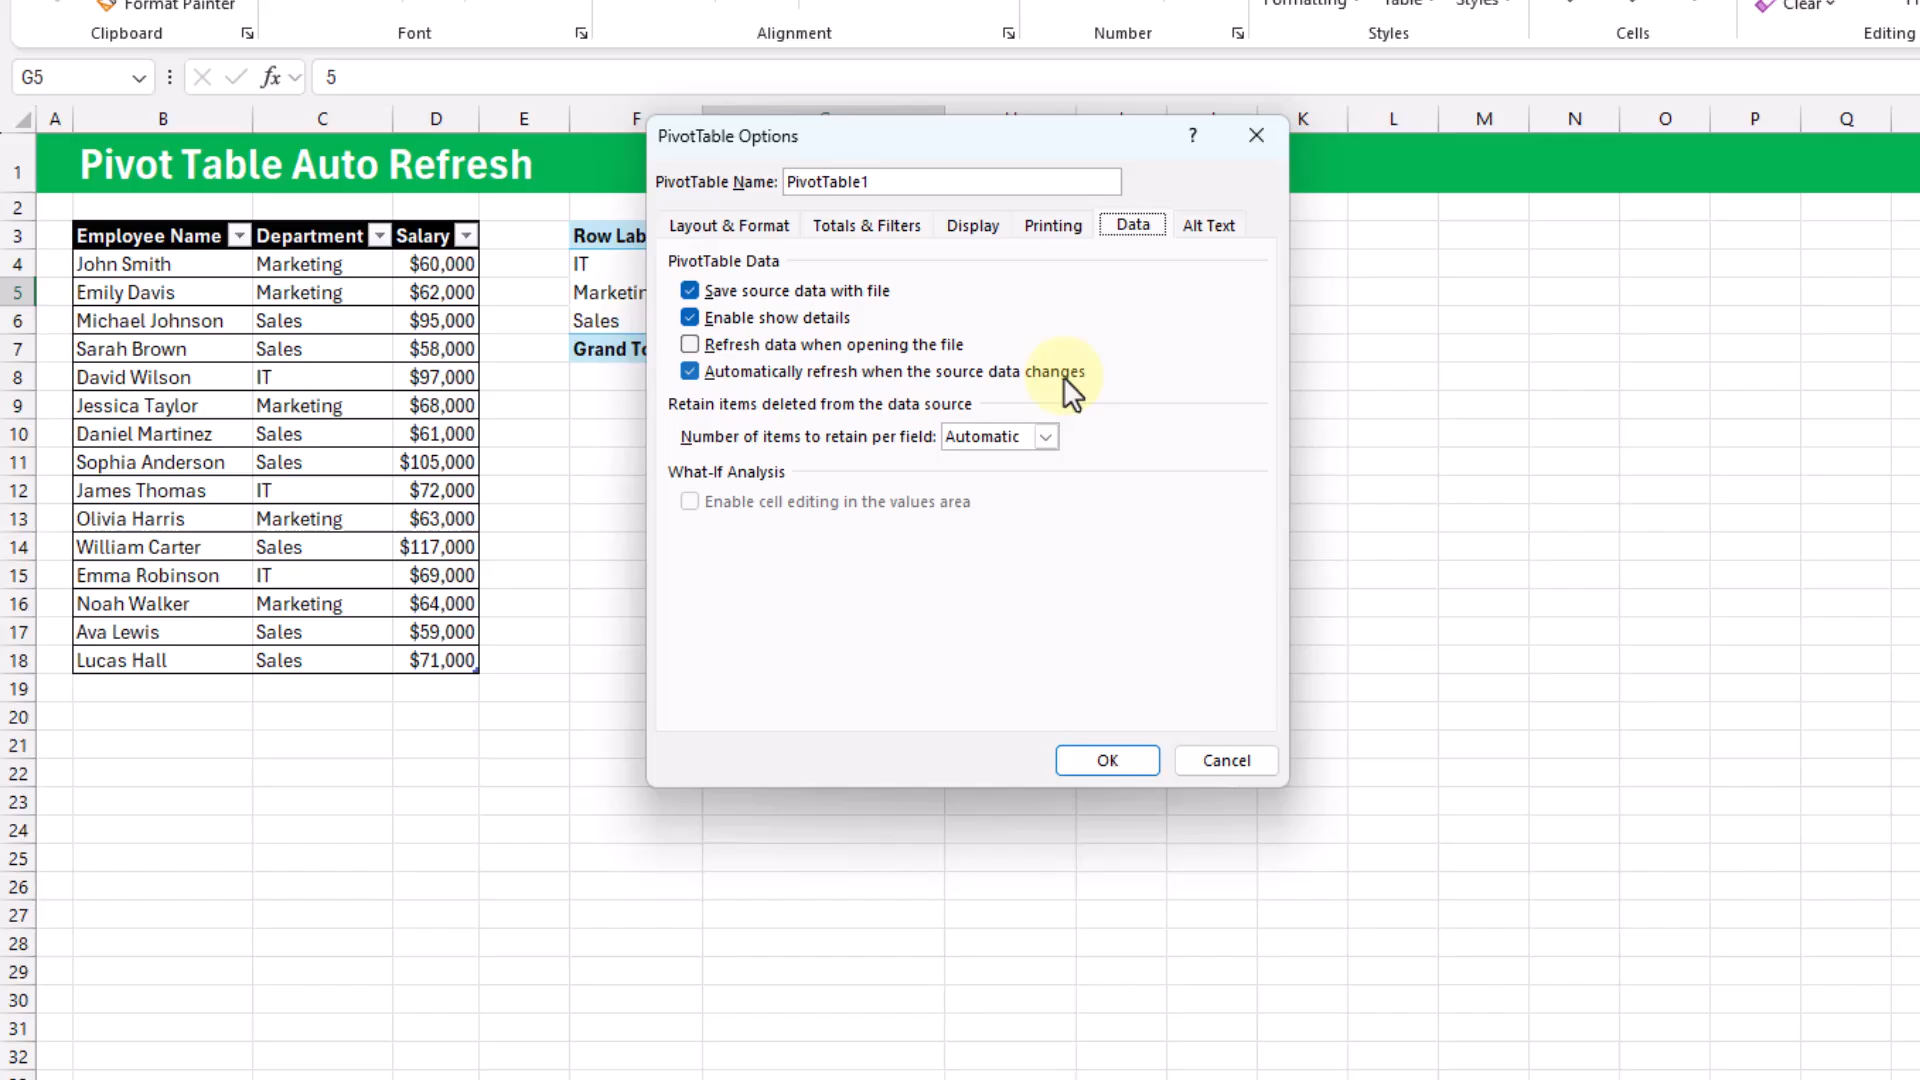 Format Painter
Clear
Clipboard Font Alignment Number Styles Cells Editing
G5 fx 5
A B C D E F K L M N O P Q
PivotTable Options ?
1 Pivot Table Auto Refresh
PivotTable Name: PivotTable1
2
Layout & Format Totals & Filters Display Printing Data Alt Text
3 Employee Name Department Salary Row Lab
4 John Smith Marketing $60,000 IT
5 Emily Davis Marketing $62,000 Marketin
6 Michael Johnson Sales $95,000 Sales
7 Sarah Brown Sales $58,000 Grand To
8 David Wilson IT $97,000
9 Jessica Taylor Marketing $68,000
10 Daniel Martinez Sales $61,000
11 Sophia Anderson Sales $105,000
12 James Thomas IT $72,000
13 Olivia Harris Marketing $63,000
14 William Carter Sales $117,000
15 Emma Robinson IT $69,000
16 Noah Walker Marketing $64,000
17 Ava Lewis Sales $59,000
18 Lucas Hall Sales $71,000
PivotTable Data
Save source data with file
Enable show details
Refresh data when opening the file
Automatically refresh when the source data changes
Retain items deleted from the data source
Number of items to retain per field: Automatic
What-If Analysis
Enable cell editing in the values area
OK Cancel
19
20
21
22
23
24
25
26
27
28
29
30
31
32